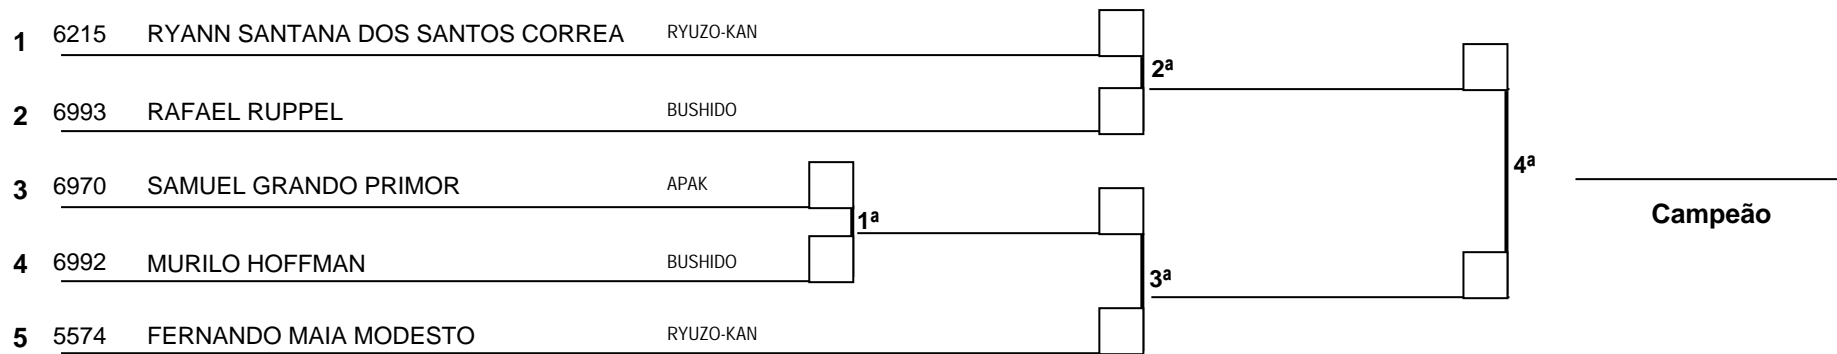 1 6215 RYANN SANTANA DOS SANTOS CORREA RYUZO-KAN
2ª
2 6993 RAFAEL RUPPEL BUSHIDO
4ª
3 6970 SAMUEL GRANDO PRIMOR APAK
1ª
Campeão
4 6992 MURILO HOFFMAN BUSHIDO
3ª
5 5574 FERNANDO MAIA MODESTO RYUZO-KAN